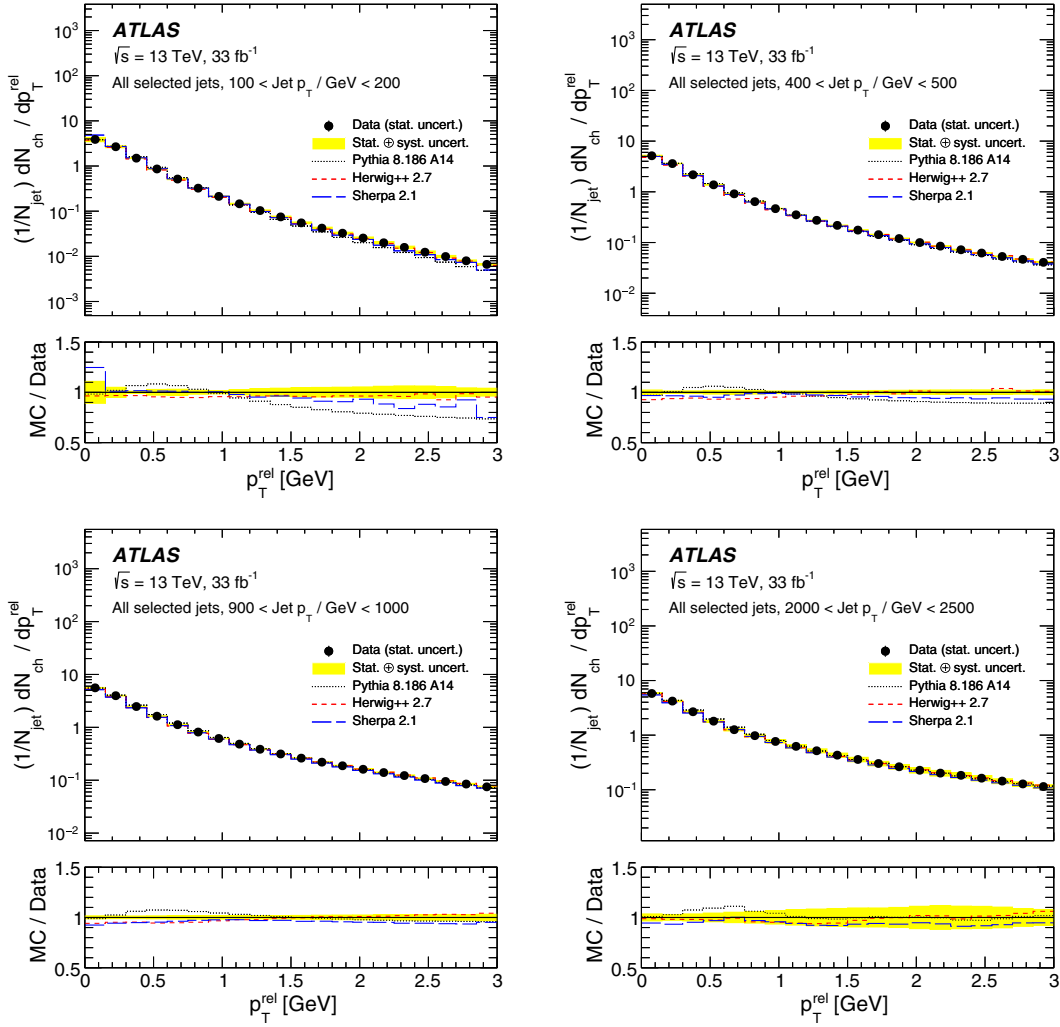 ATLAS
√s = 13 TeV, 33 fb⁻¹
All selected jets, 100 < Jet p_T / GeV < 200
Data (stat. uncert.)
Stat. ⊕ syst. uncert.
Pythia 8.186 A14
Herwig++ 2.7
Sherpa 2.1
(1/N_jet) dN_ch / dp_T^rel
10³
10²
10
1
10⁻¹
10⁻²
10⁻³
MC / Data
1.5
1
0.5
0 0.5 1 1.5 2 2.5 3
p_T^rel [GeV]
ATLAS
√s = 13 TeV, 33 fb⁻¹
All selected jets, 400 < Jet p_T / GeV < 500
Data (stat. uncert.)
Stat. ⊕ syst. uncert.
Pythia 8.186 A14
Herwig++ 2.7
Sherpa 2.1
(1/N_jet) dN_ch / dp_T^rel
10³
10²
10
1
10⁻¹
10⁻²
MC / Data
1.5
1
0.5
0 0.5 1 1.5 2 2.5 3
p_T^rel [GeV]
ATLAS
√s = 13 TeV, 33 fb⁻¹
All selected jets, 900 < Jet p_T / GeV < 1000
Data (stat. uncert.)
Stat. ⊕ syst. uncert.
Pythia 8.186 A14
Herwig++ 2.7
Sherpa 2.1
(1/N_jet) dN_ch / dp_T^rel
10³
10²
10
1
10⁻¹
10⁻²
MC / Data
1.5
1
0.5
0 0.5 1 1.5 2 2.5 3
p_T^rel [GeV]
ATLAS
√s = 13 TeV, 33 fb⁻¹
All selected jets, 2000 < Jet p_T / GeV < 2500
Data (stat. uncert.)
Stat. ⊕ syst. uncert.
Pythia 8.186 A14
Herwig++ 2.7
Sherpa 2.1
(1/N_jet) dN_ch / dp_T^rel
10³
10²
10
1
10⁻¹
MC / Data
1.5
1
0.5
0 0.5 1 1.5 2 2.5 3
p_T^rel [GeV]